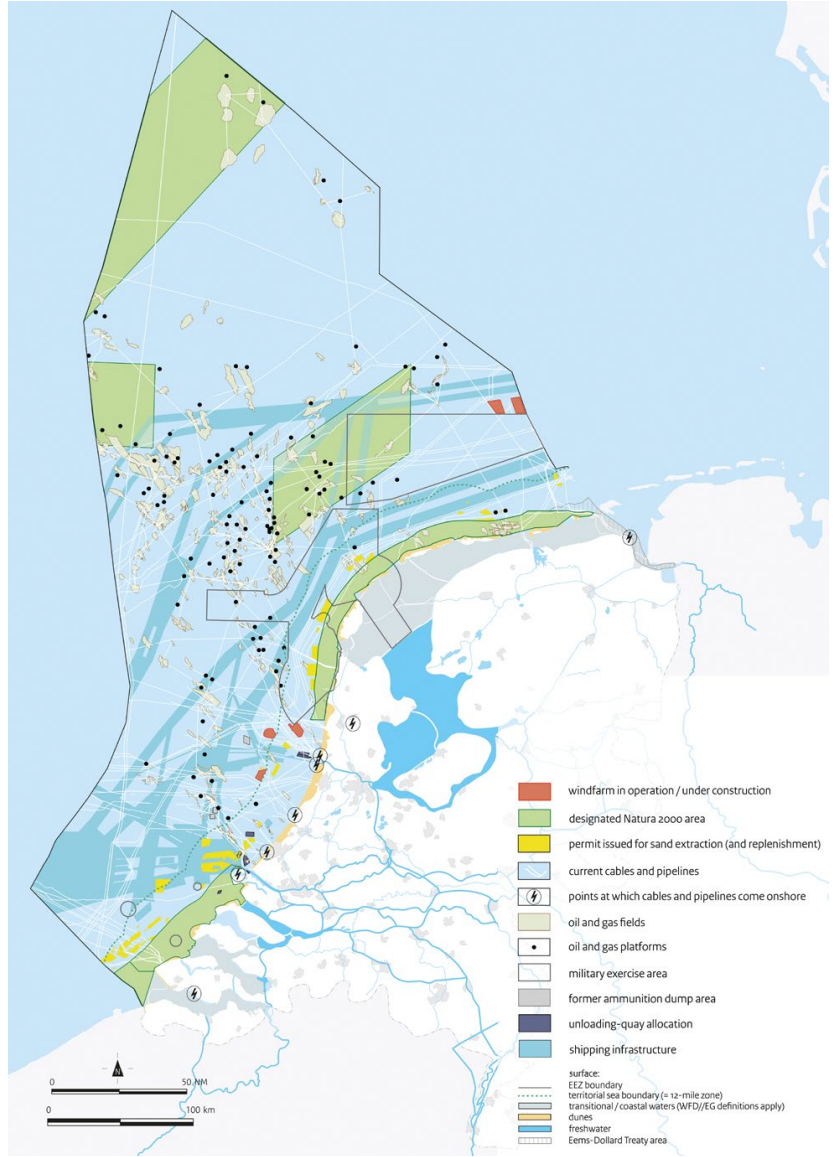 windfarm in operation / under construction
designated Natura 2000 area
permit issued for sand extraction (and replenishment)
current cables and pipelines
points at which cables and pipelines come onshore
oil and gas fields
oil and gas platforms
military exercise area
former ammunition dump area
unloading-quay allocation
shipping infrastructure
surface:
EEZ boundary
territorial sea boundary (= 12-mile zone)
transitional / coastal waters (WFD//EG definitions apply)
dunes
freshwater
Eems-Dollard Treaty area
N
0 50 NM
0 100 km